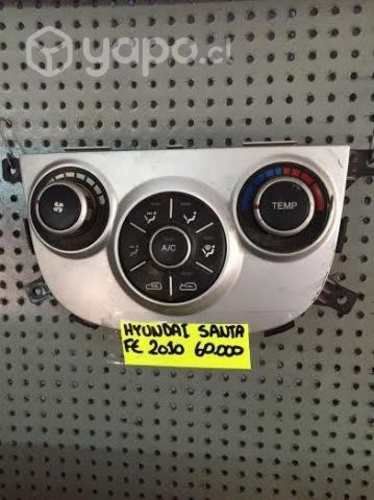 yapo.cl
A/C
TEMP
HYUNDAI SANTA
FE 2010 60.000